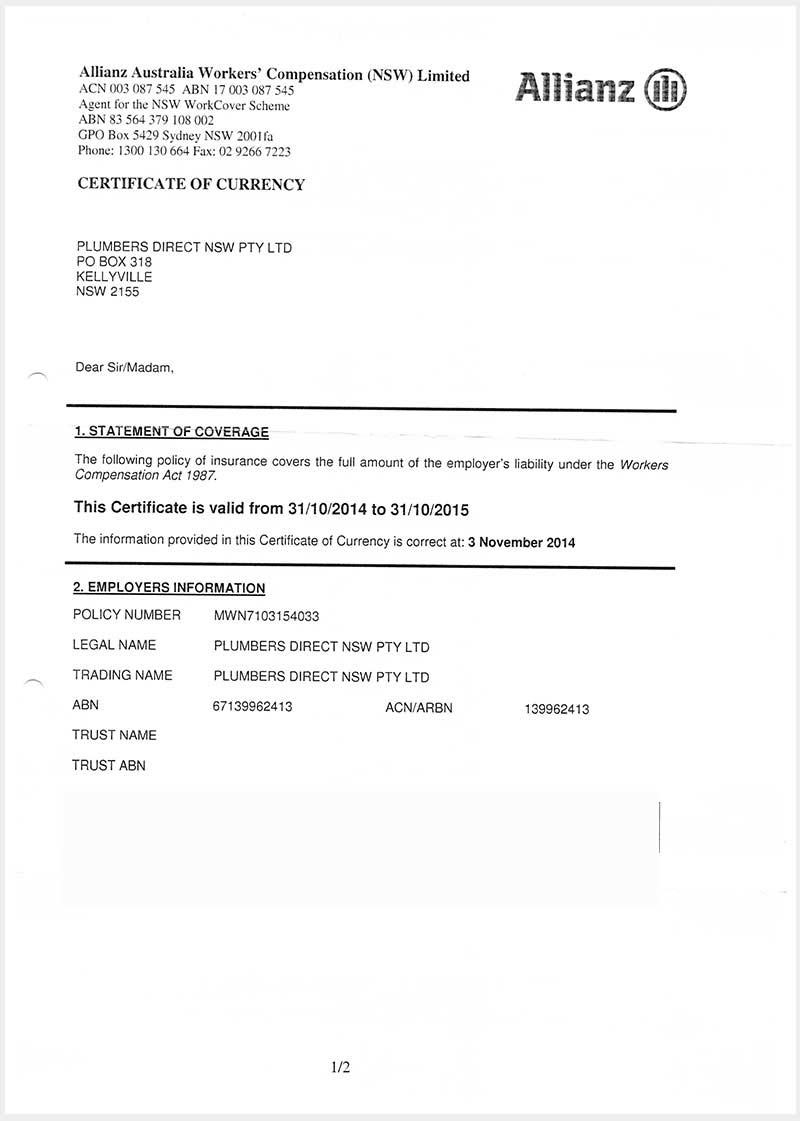 Allianz Australia Workers' Compensation (NSW) Limited
ACN 003 087 545 ABN 17 003 087 545
Agent for the NSW WorkCover Scheme
ABN 83 564 379 108 002
GPO Box 5429 Sydney NSW 2001fa
Phone: 1300 130 664 Fax: 02 9266 7223
Allianz
CERTIFICATE OF CURRENCY
PLUMBERS DIRECT NSW PTY LTD
PO BOX 318
KELLYVILLE
NSW 2155
Dear Sir/Madam,
1. STATEMENT OF COVERAGE
The following policy of insurance covers the full amount of the employer's liability under the Workers
Compensation Act 1987.
This Certificate is valid from 31/10/2014 to 31/10/2015
The information provided in this Certificate of Currency is correct at: 3 November 2014
2. EMPLOYERS INFORMATION
POLICY NUMBER MWN7103154033
LEGAL NAME PLUMBERS DIRECT NSW PTY LTD
TRADING NAME PLUMBERS DIRECT NSW PTY LTD
ABN 67139962413 ACN/ARBN 139962413
TRUST NAME
TRUST ABN
1/2